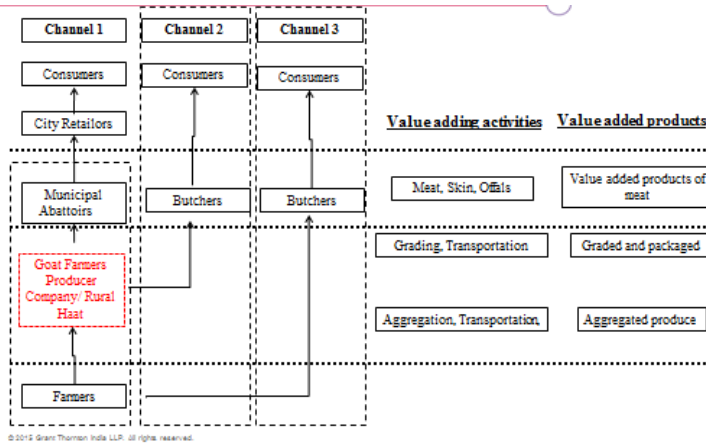 Channel 1
Channel 2
Channel 3
Consumers
Consumers
Consumers
City Retailors
Value adding activities
Value added products
Municipal
Abattoirs
Butchers
Butchers
Meat, Skin, Offals
Value added products of
meat
Goat Farmers
Producer
Company/ Rural
Haat
Grading, Transportation
Graded and packaged
Aggregation, Transportation,
Aggregated produce
Farmers
© 2015 Grant Thornton India LLP. All rights reserved.